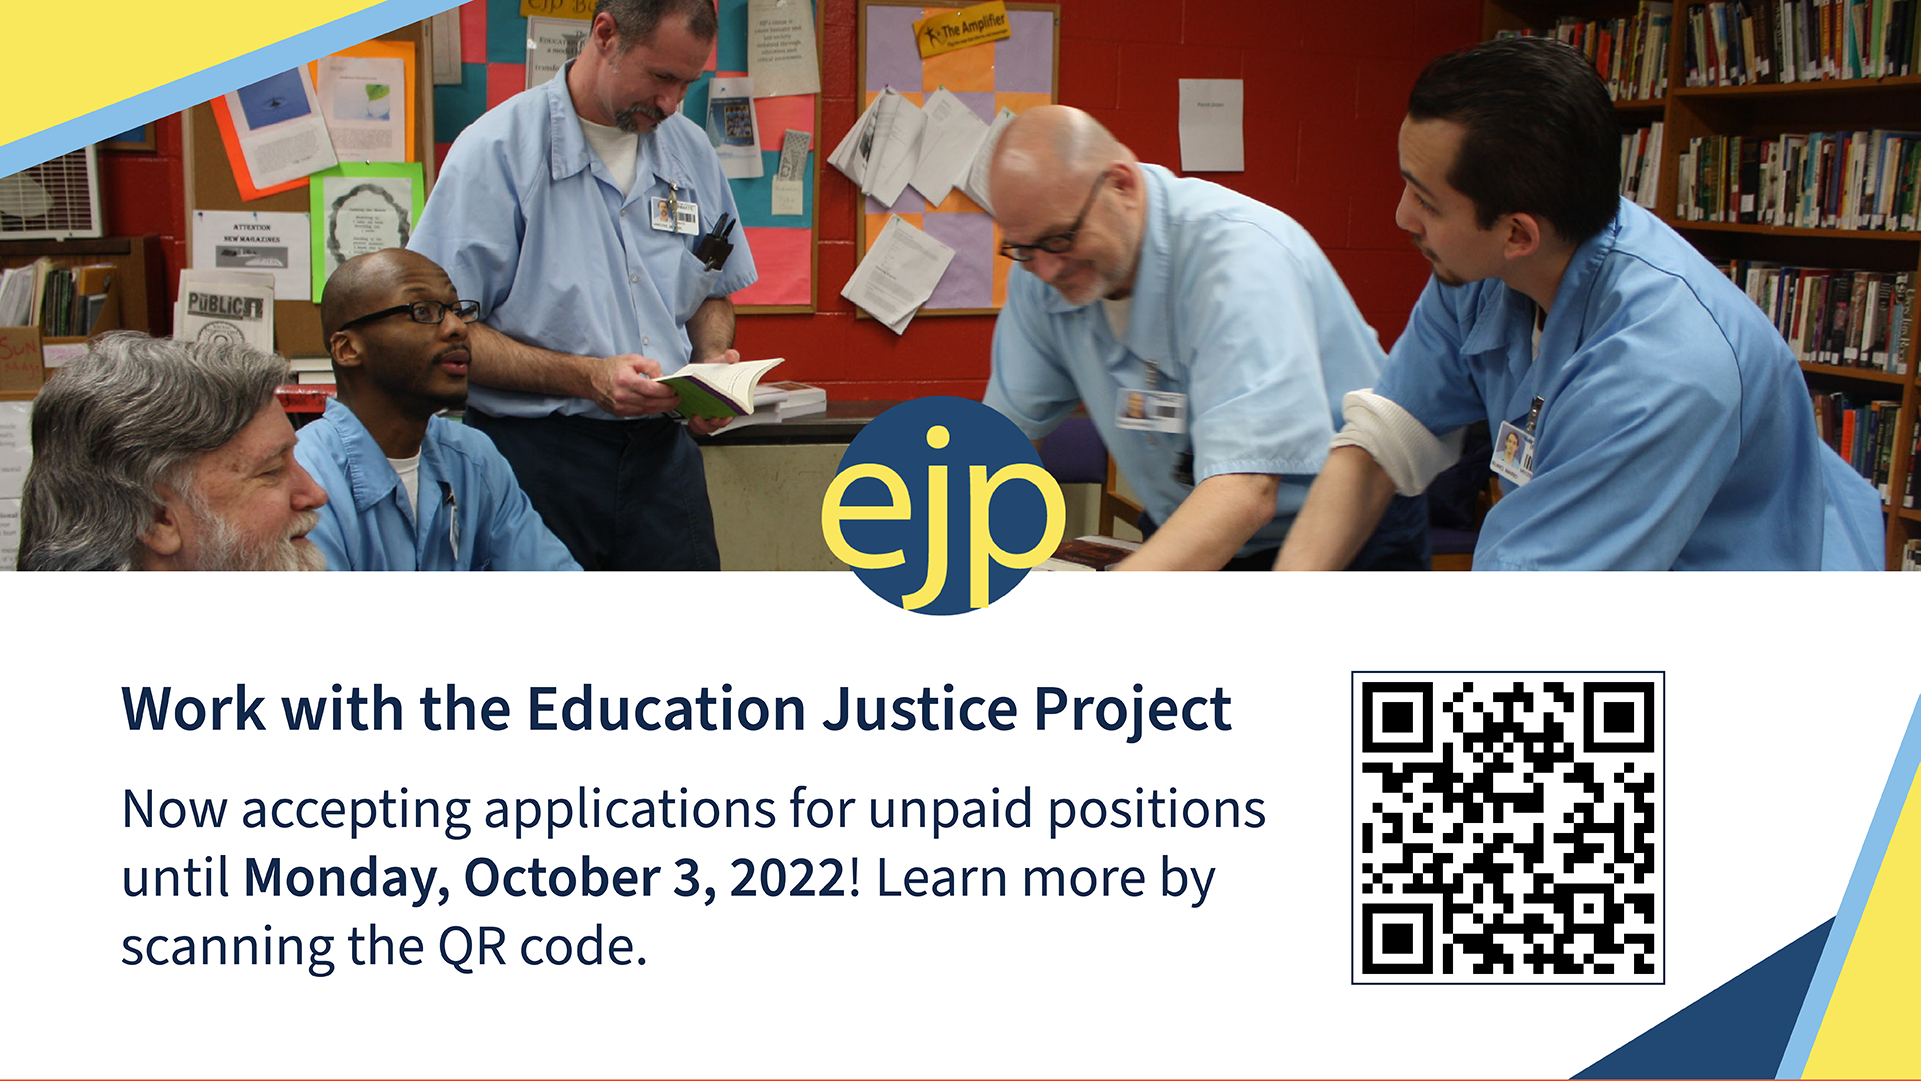 The Amplifier
ATTENTION
NEW MAGAZINES
PUBLIC
SUN
ejp
Work with the Education Justice Project
Now accepting applications for unpaid positions
until Monday, October 3, 2022! Learn more by
scanning the QR code.